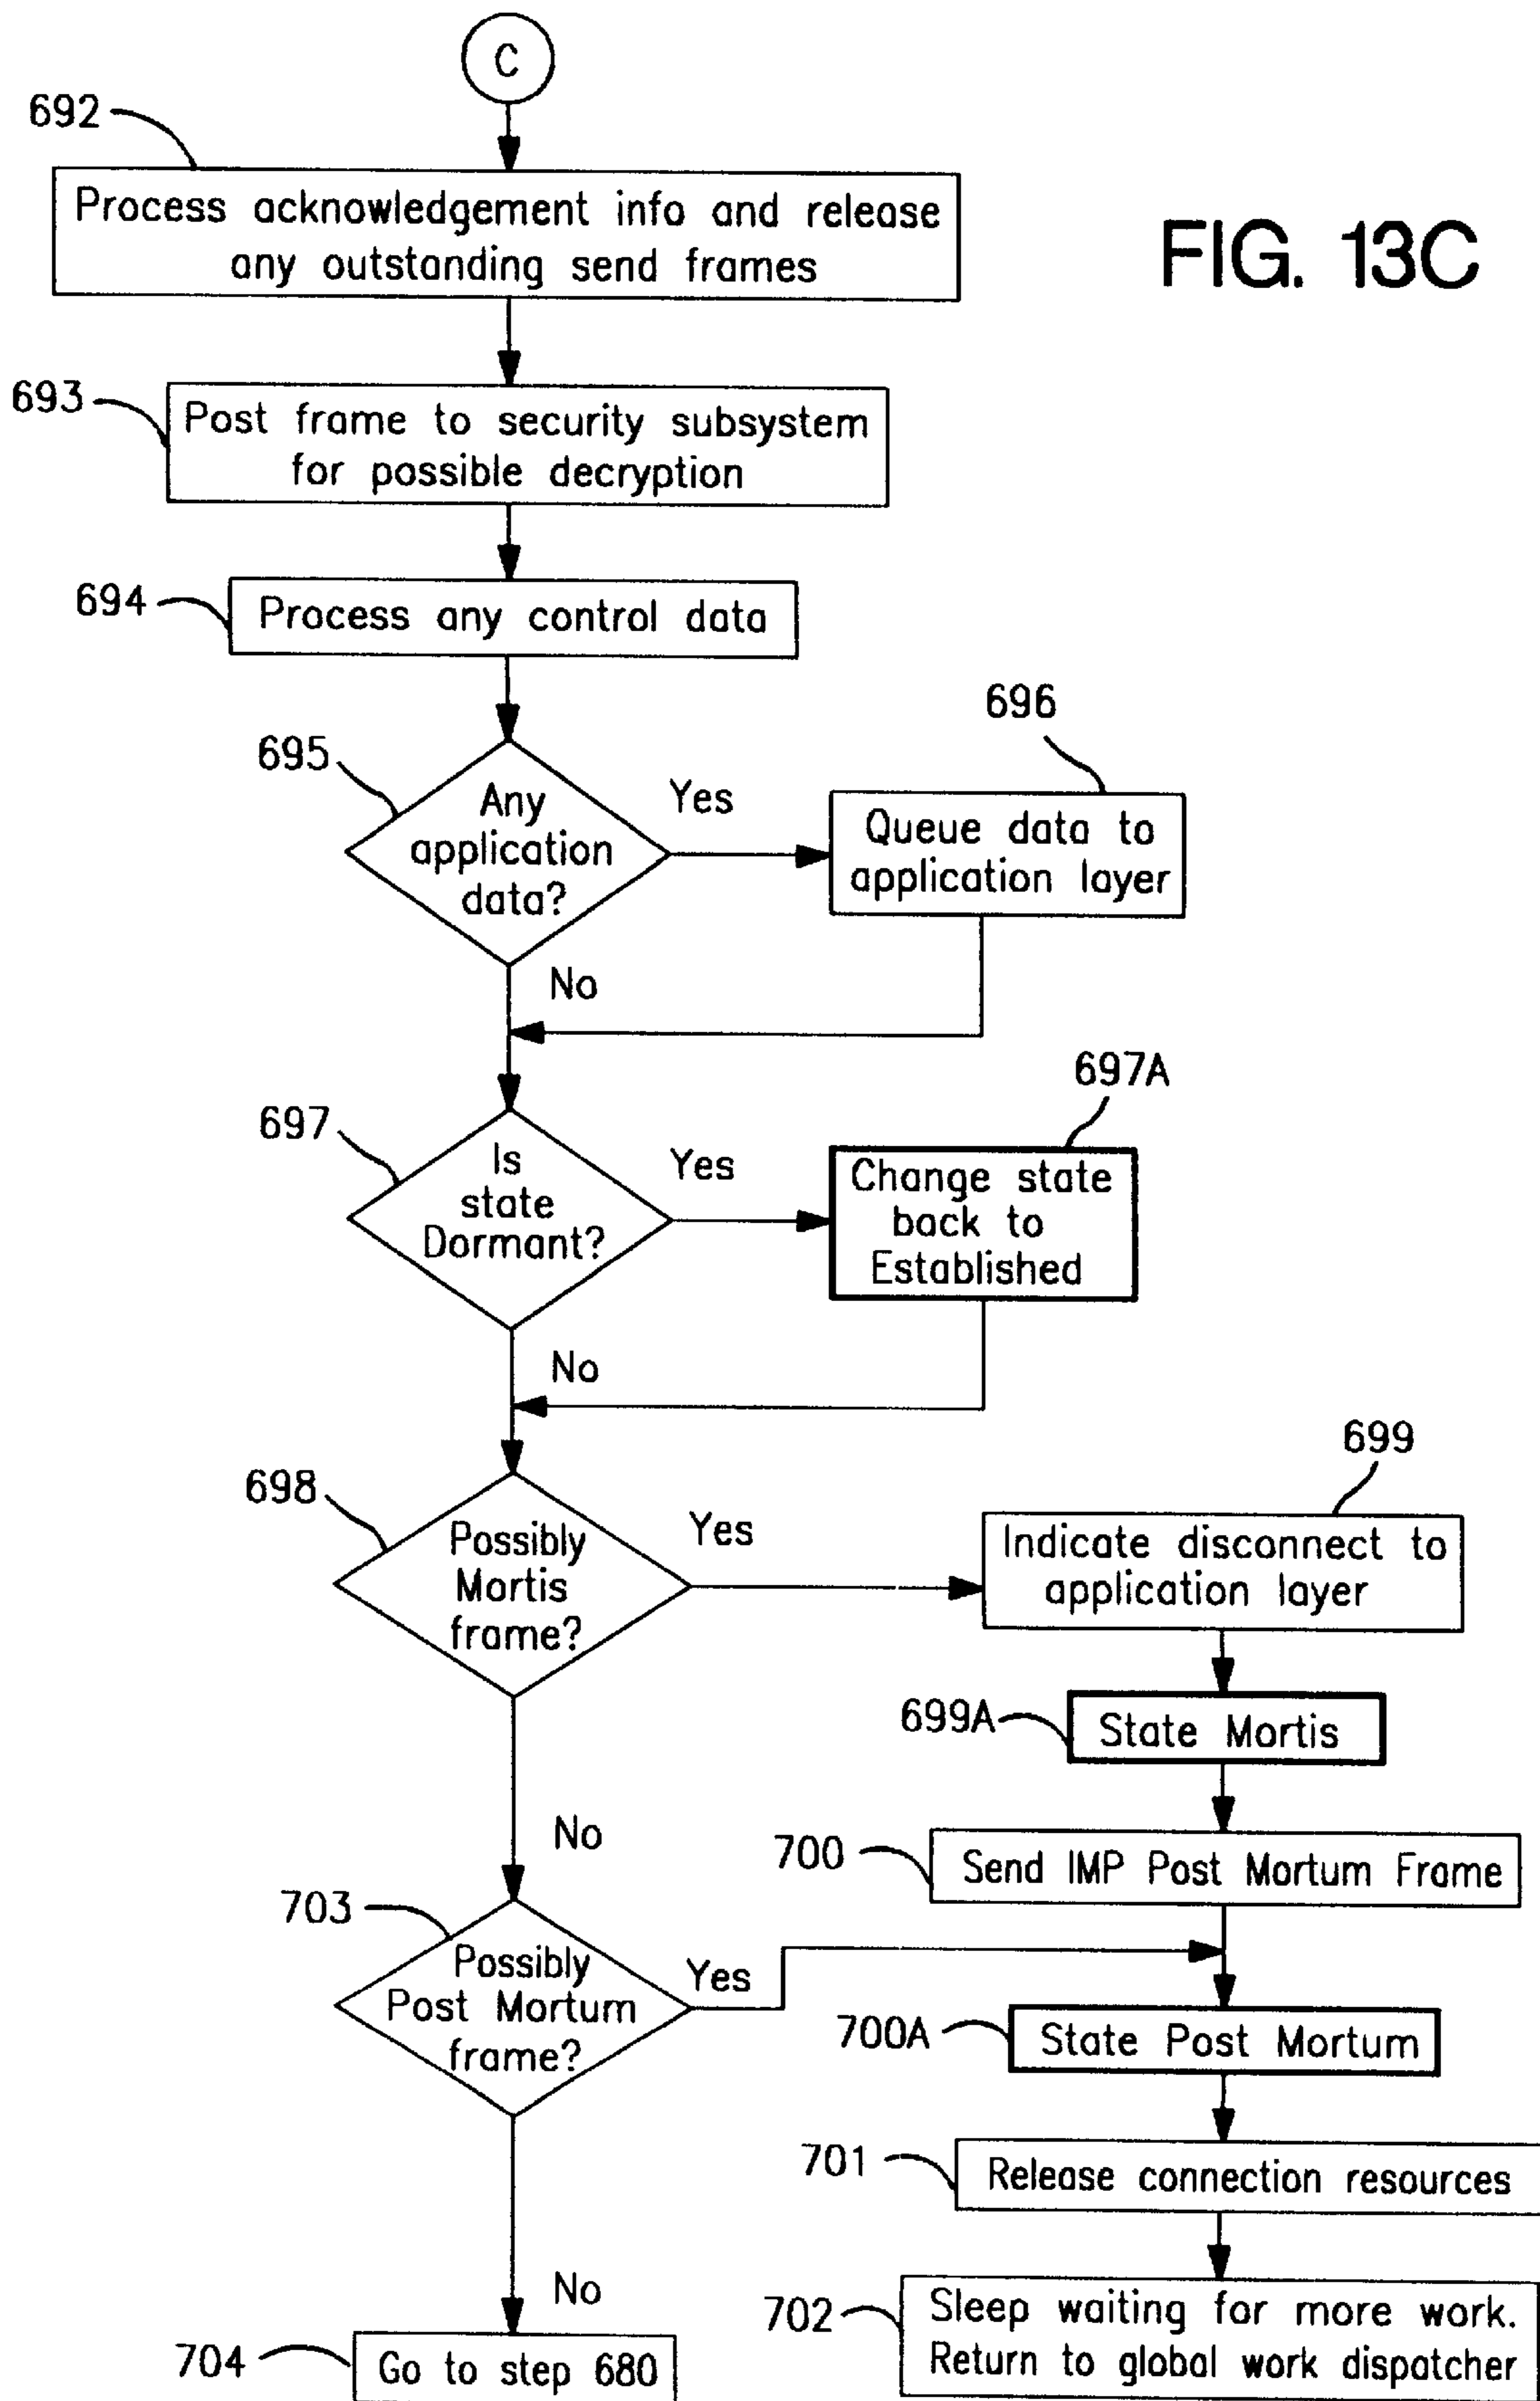 C
692
Process acknowledgement info and release
any outstanding send frames
FIG. 13C
693
Post frame to security subsystem
for possible decryption
694
Process any control data
695
Any
application
data?
Yes
696
Queue data to
application layer
No
697
Is
state
Dormant?
Yes
697A
Change state
back to
Established
No
698
Possibly
Mortis
frame?
Yes
699
Indicate disconnect to
application layer
699A
State Mortis
No
700
Send IMP Post Mortum Frame
703
Possibly
Post Mortum
frame?
Yes
700A
State Post Mortum
701
Release connection resources
No
702
Sleep waiting for more work.
Return to global work dispatcher
704
Go to step 680